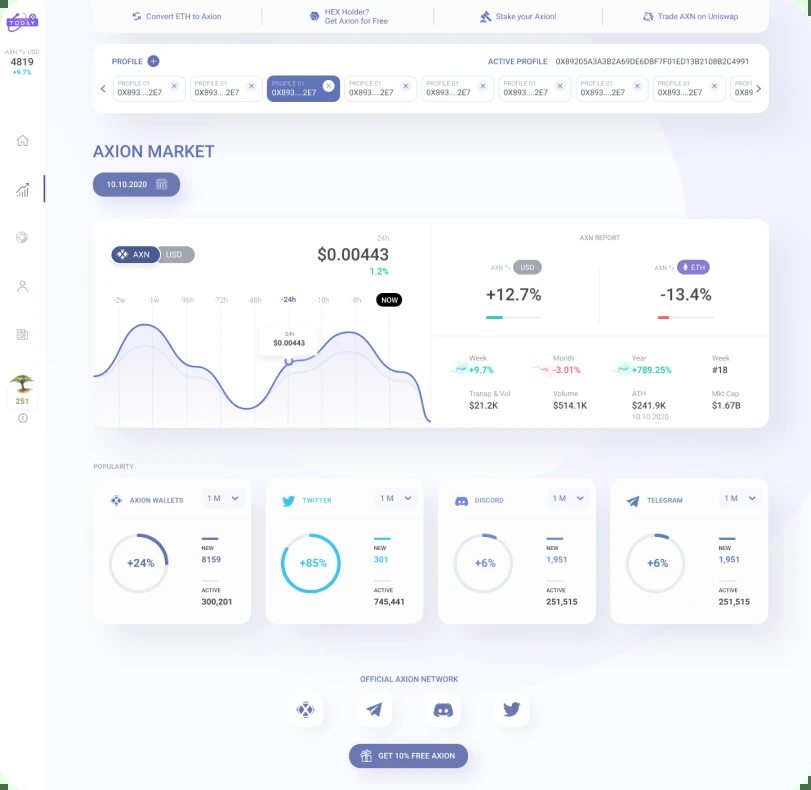 Convert ETH to Axion
HEX Holder?
Get Axion for Free
Stake your Axion!
Trade AXN on Uniswap
TODAY
AXN USD
4819
+9.7%
251
PROFILE
ACTIVE PROFILE 0X89205A3A3B2A69DE6DBF7F01ED13B2108B2C4991
PROFILE 01 PROFILE 01 PROFILE 01 PROFILE 01 PROFILE 01 PROFILE 01 PROFILE 01 PROFILE 01 PROFILE 01
0X893....2E7 0X893....2E7 0X893....2E7 0X893....2E7 0X893....2E7 0X893....2E7 0X893....2E7 0X893....2E7 0X89
AXION MARKET
10.10.2020
AXN USD
24h
$0.00443
1.2%
-2w -1w -96h -72h -48h -24h -10h -8h NOW
-24h
$0.00443
AXN REPORT
AXN USD
+12.7%
AXN ETH
-13.4%
Week Month Year Week
+9.7% -3.01% +789.25% #18
Transp & Vol Volume ATH Mkt Cap
$21.2K $514.1K $241.9K $1.67B
10.10.2020
POPULARITY
AXION WALLETS 1 M
+24%
NEW
8159
ACTIVE
300,201
TWITTER 1 M
+85%
NEW
301
ACTIVE
745,441
DISCORD 1 M
+6%
NEW
1,951
ACTIVE
251,515
TELEGRAM 1 M
+6%
NEW
1,951
ACTIVE
251,515
OFFICIAL AXION NETWORK
GET 10% FREE AXION